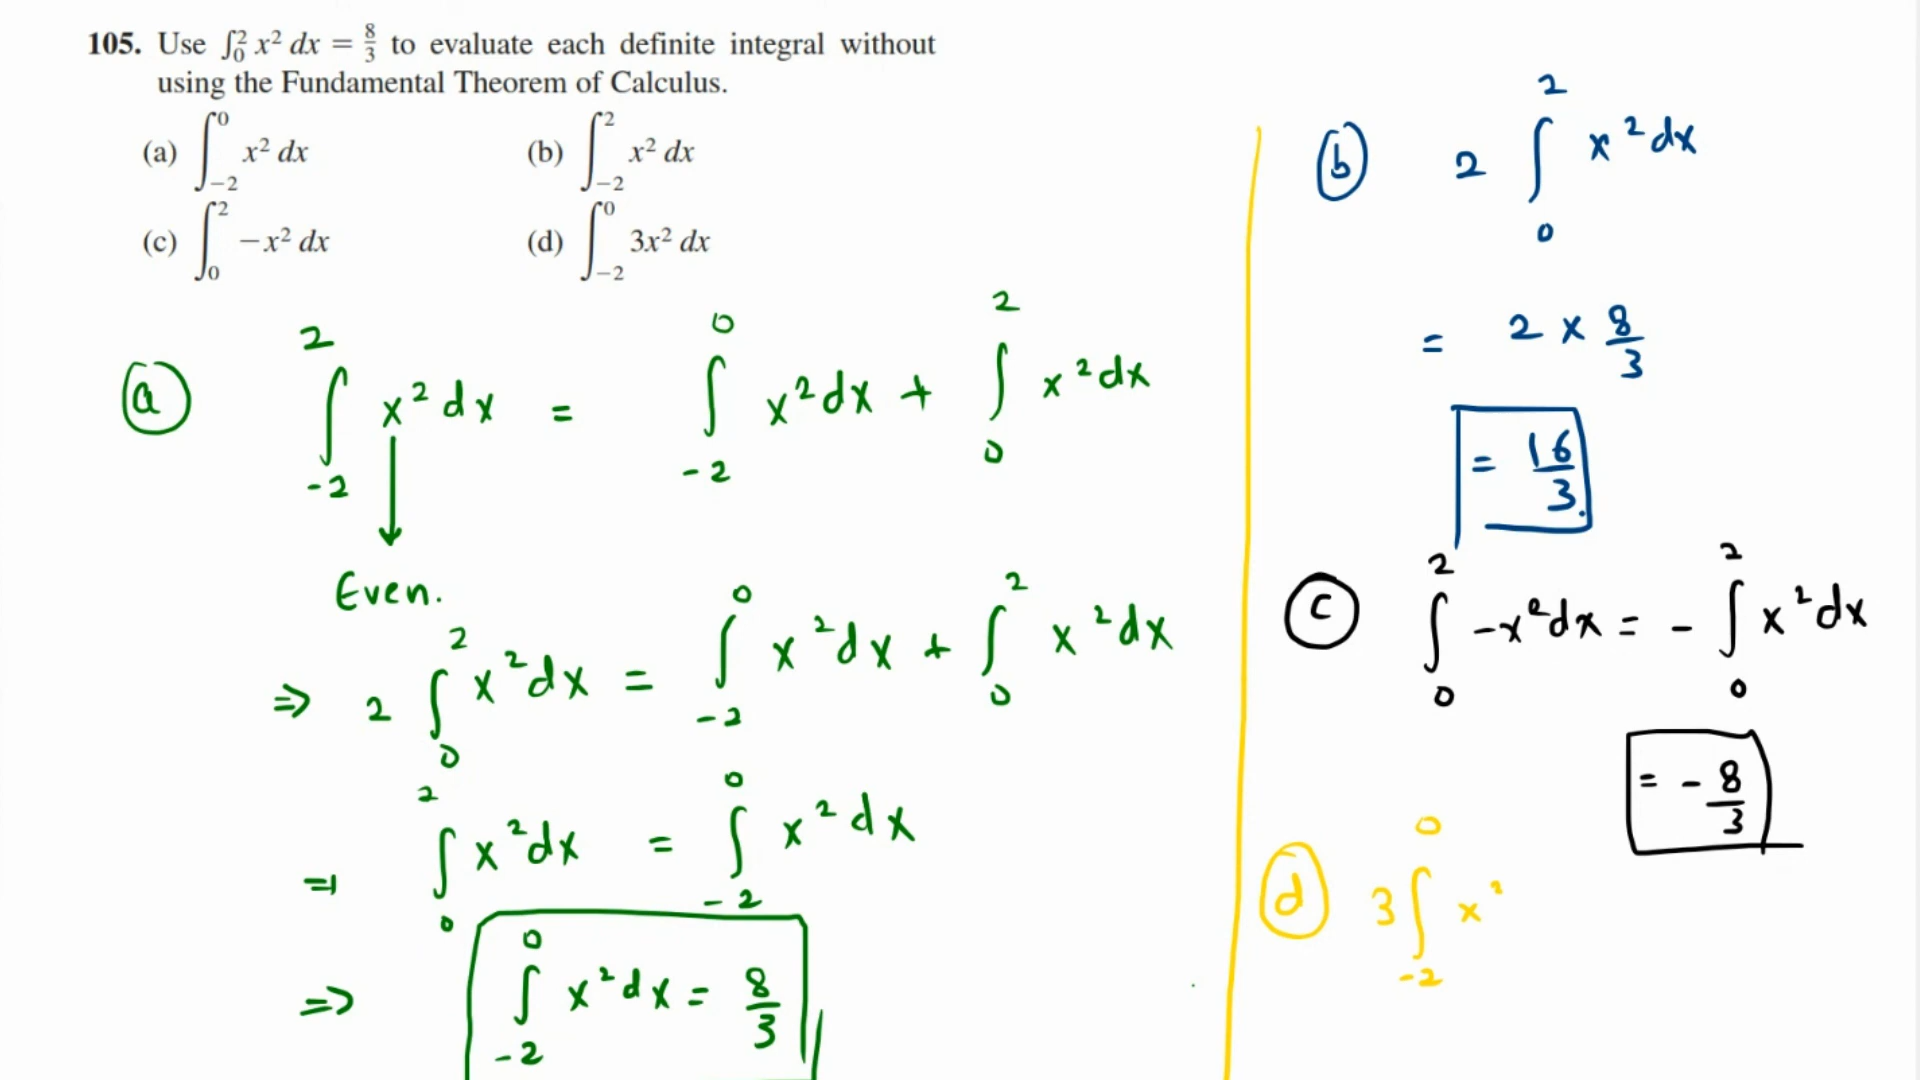 105. Use ∫₀² x² dx = 8/3 to evaluate each definite integral without
using the Fundamental Theorem of Calculus.
(a) ∫₋₂⁰ x² dx (b) ∫₋₂² x² dx
(c) ∫₀² −x² dx (d) ∫₋₂⁰ 3x² dx
ⓐ ∫₋₂² x² dx = ∫₋₂⁰ x² dx + ∫₀² x² dx
Even.
⇒ 2 ∫₀² x² dx = ∫₋₂⁰ x² dx + ∫₀² x² dx
⇒ ∫₀² x² dx = ∫₋₂⁰ x² dx
⇒ ∫₋₂⁰ x² dx = 8/3
ⓑ 2 ∫₀² x² dx
= 2 × 8/3
= 16/3.
ⓒ ∫₀² −x² dx = − ∫₀² x² dx
= − 8/3
ⓓ 3 ∫₋₂⁰ x²